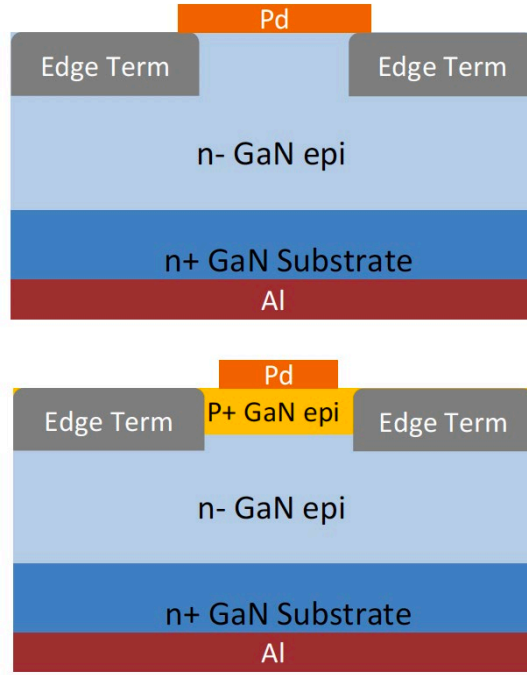 Pd
Edge Term Edge Term
n- GaN epi
n+ GaN Substrate
Al
Pd
P+ GaN epi
Edge Term Edge Term
n- GaN epi
n+ GaN Substrate
Al